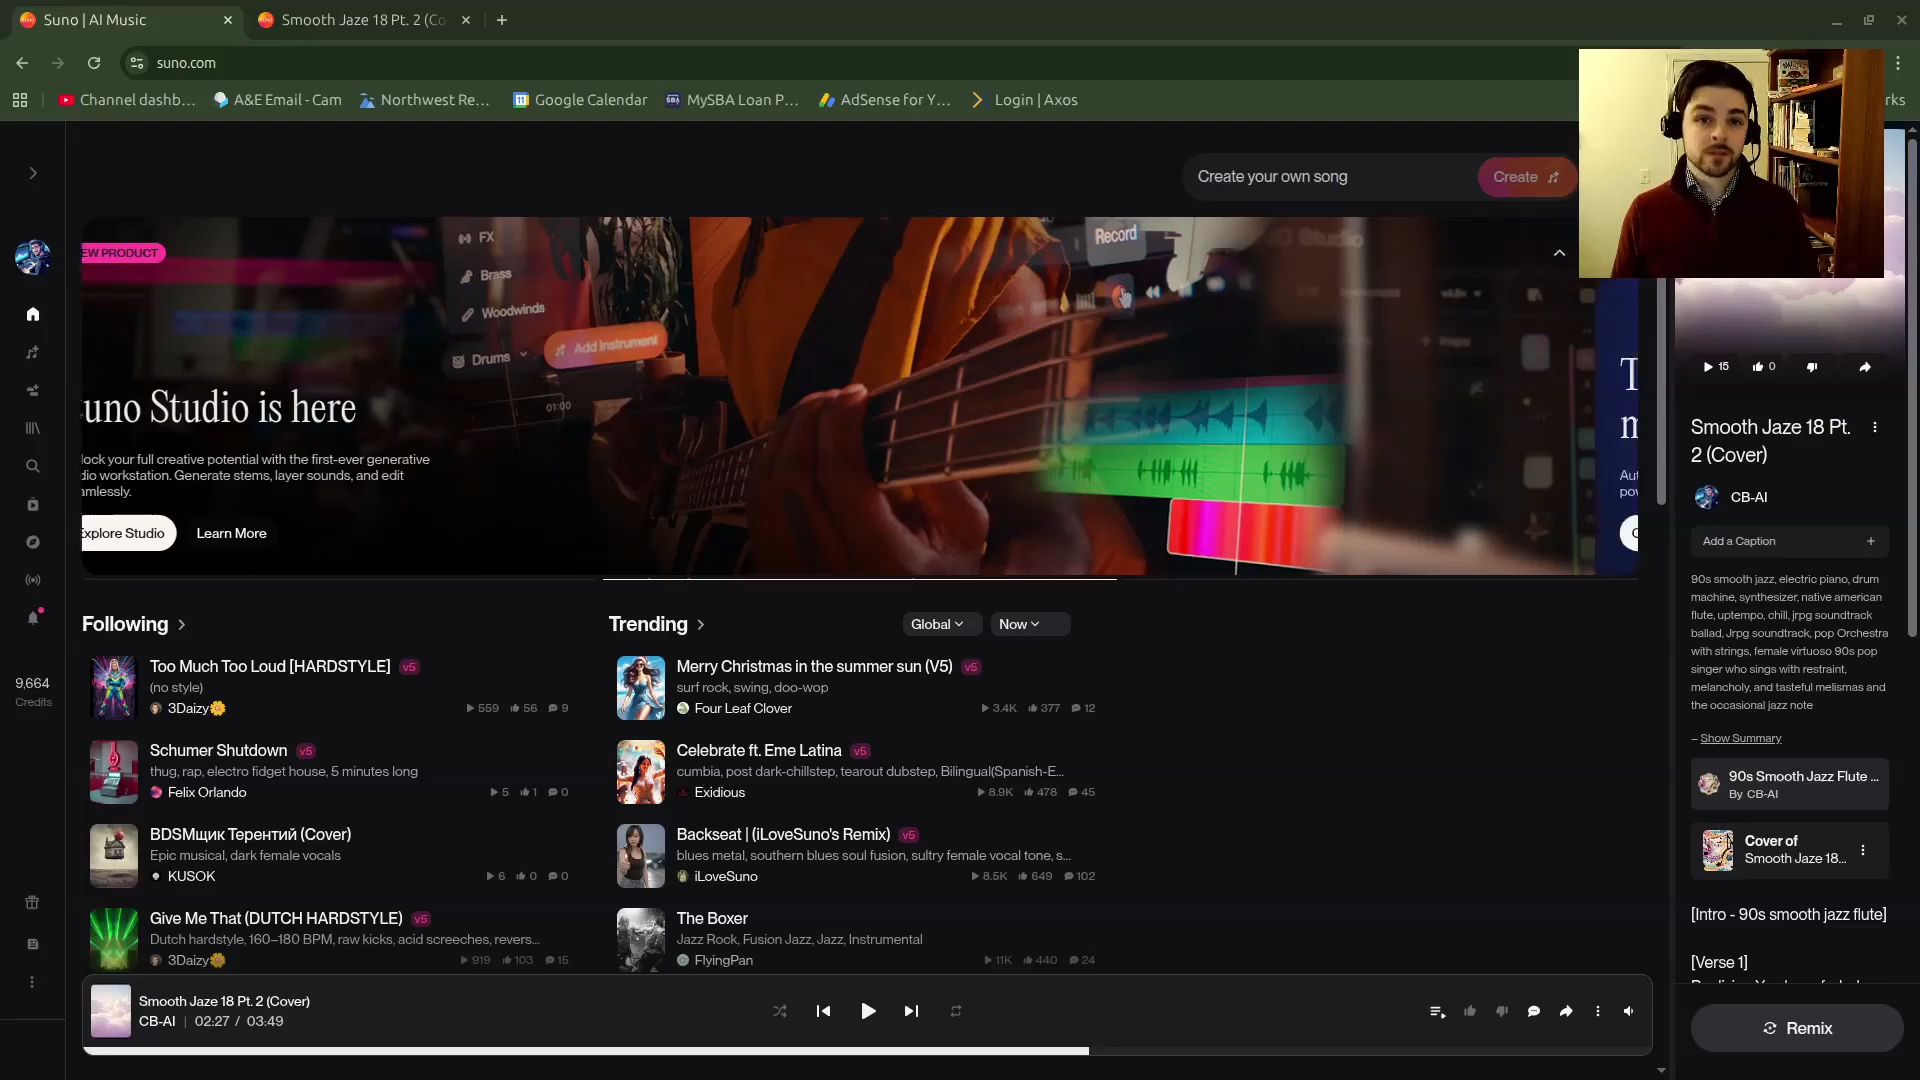 Suno | AI Music
Smooth Jaze 18 Pt. 2 (Co
suno.com
Channel dashb...
A&E Email - Cam
Northwest Re...
Google Calendar
MySBA Loan P...
AdSense for Y...
Login | Axos
rks
Create your own song
Create
EW PRODUCT
FX
Brass
Woodwinds
Drums
Add Instrument
01:00
Record
uno Studio is here
lock your full creative potential with the first-ever generative
dio workstation. Generate stems, layer sounds, and edit
amlessly.
Explore Studio
Learn More
T
m
Aut
pov
C
9,664
Credits
Following
Too Much Too Loud [HARDSTYLE] v5
(no style)
3Daizy🌼
559 56 9
Schumer Shutdown v5
thug, rap, electro fidget house, 5 minutes long
Felix Orlando
5 1 0
BDSMщик Терентий (Cover)
Epic musical, dark female vocals
KUSOK
6 0 0
Give Me That (DUTCH HARDSTYLE) v5
Dutch hardstyle, 160–180 BPM, raw kicks, acid screeches, revers...
3Daizy🌼
919 103 15
Trending
Global
Now
Merry Christmas in the summer sun (V5) v5
surf rock, swing, doo-wop
Four Leaf Clover
3.4K 377 12
Celebrate ft. Eme Latina v5
cumbia, post dark-chillstep, tearout dubstep, Bilingual(Spanish-E...
Exidious
8.9K 478 45
Backseat | (iLoveSuno's Remix) v5
blues metal, southern blues soul fusion, sultry female vocal tone, s...
iLoveSuno
8.5K 649 102
The Boxer
Jazz Rock, Fusion Jazz, Jazz, Instrumental
FlyingPan
11K 440 24
15 0
Smooth Jaze 18 Pt.
2 (Cover)
CB-AI
Add a Caption
90s smooth jazz, electric piano, drum
machine, synthesizer, native american
flute, uptempo, chill, jrpg soundtrack
ballad, Jrpg soundtrack, pop Orchestra
with strings, female virtuoso 90s pop
singer who sings with restraint,
melancholy, and tasteful melismas and
the occasional jazz note
– Show Summary
90s Smooth Jazz Flute ...
By CB-AI
Cover of
Smooth Jaze 18...
[Intro - 90s smooth jazz flute]
[Verse 1]
Remix
Smooth Jaze 18 Pt. 2 (Cover)
CB-AI | 02:27 / 03:49